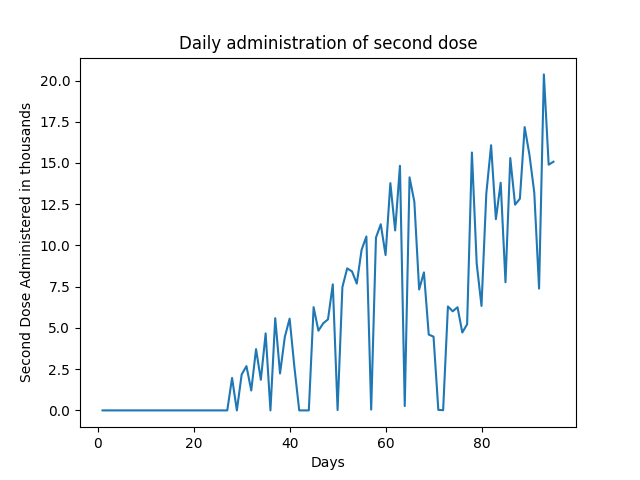 Daily administration of second dose
20.0
17.5
15.0
12.5
10.0
7.5
5.0
2.5
0.0
Second Dose Administered in thousands
0 20 40 60 80
Days